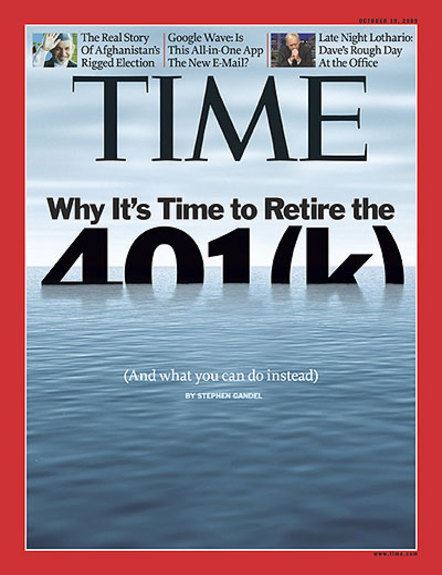 OCTOBER 19, 2009
The Real Story
Of Afghanistan's
Rigged Election
Google Wave: Is
This All-in-One App
The New E-Mail?
Late Night Lothario:
Dave's Rough Day
At the Office
TIME
Why It's Time to Retire the
401(k)
(And what you can do instead)
BY STEPHEN GANDEL
www.time.com